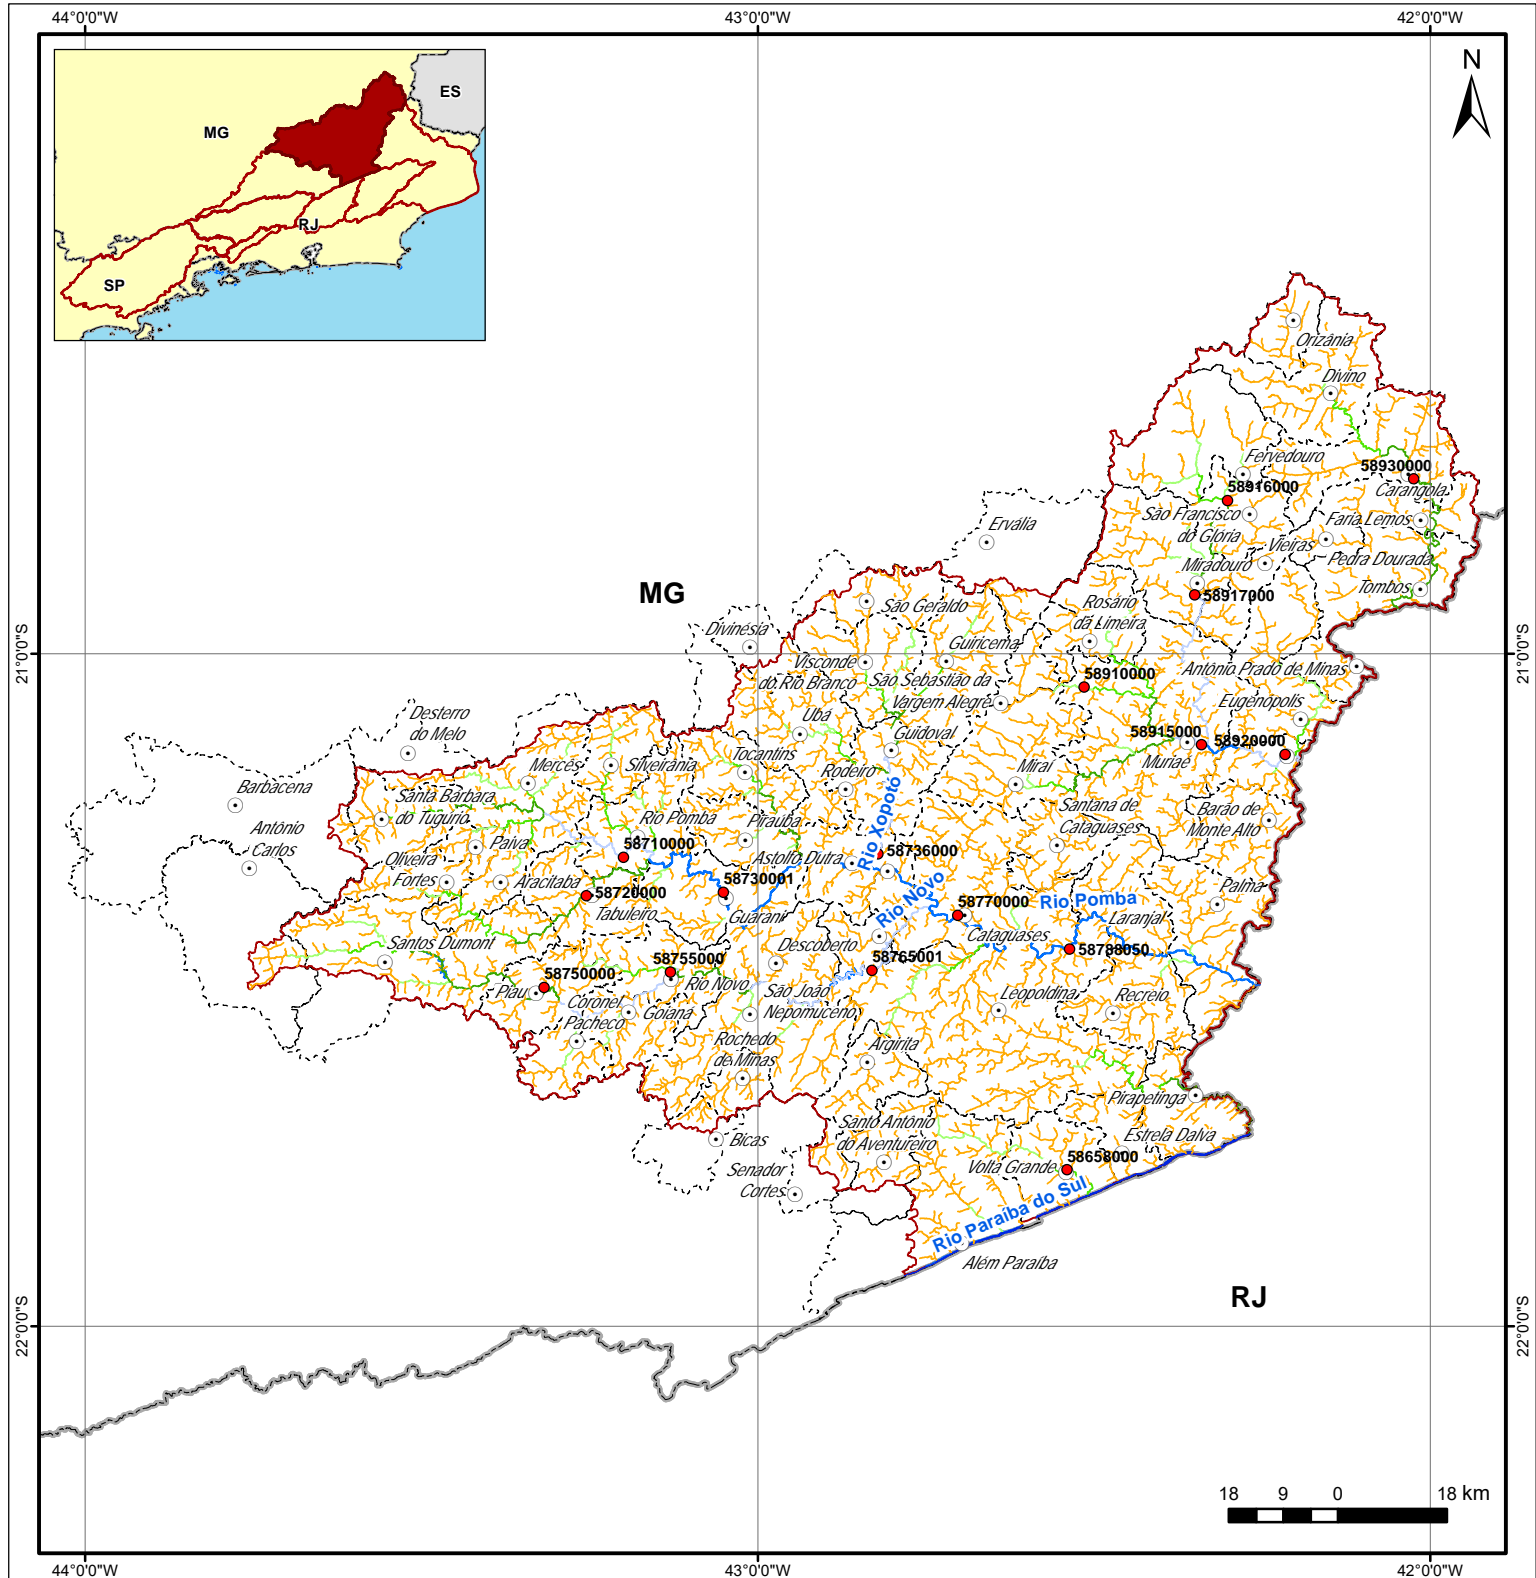 44°0'0"W
43°0'0"W
42°0'0"W
N
ES
MG
RJ
SP
Orizânia
Divino
Fervedouro
58930000
58916000
Carangola
São Francisco
do Glória
Faria Lemos
Ervália
Vieiras
Pedra Dourada
Miradouro
Tombos
58917000
MG
São Geraldo
Rosário
da Limeira
Divinésia
Guiricema
21°0'0"S
21°0'0"S
Visconde
do Rio Branco
São Sebastião da
Vargem Alegre
Antônio Prado de Minas
58910000
Eugenópolis
Desterro
do Melo
Ubá
Guidoval
58915000
58920000
Muriaé
Tocantins
Mercês
Silveirânia
Rodeiro
Miraí
Barbacena
Santa Bárbara
do Tugúrio
Santana de
Cataguases
Barão de
Monte Alto
Antônio
Carlos
Rio Pomba
Piraúba
Rio Xopotó
Paiva
58710000
Astolfo Dutra
58736000
Oliveira
Fortes
Aracitaba
58720000
58730001
Palma
Tabuleiro
Guarani
Rio Novo
58770000
Rio Pomba
Laranjal
Cataguases
Santos Dumont
Descoberto
58788050
58765001
58755000
58750000
Piau
Rio Novo
Coronel
Pacheco
Goianá
São João
Nepomuceno
Leopoldina
Recreio
Rochedo
de Minas
Argirita
Pirapetinga
Santo Antônio
do Aventureiro
Bicas
Estrela Dalva
58658000
Volta Grande
Senador
Cortes
Rio Paraíba do Sul
Além Paraíba
RJ
22°0'0"S
22°0'0"S
18 9 0 18 km
44°0'0"W
43°0'0"W
42°0'0"W